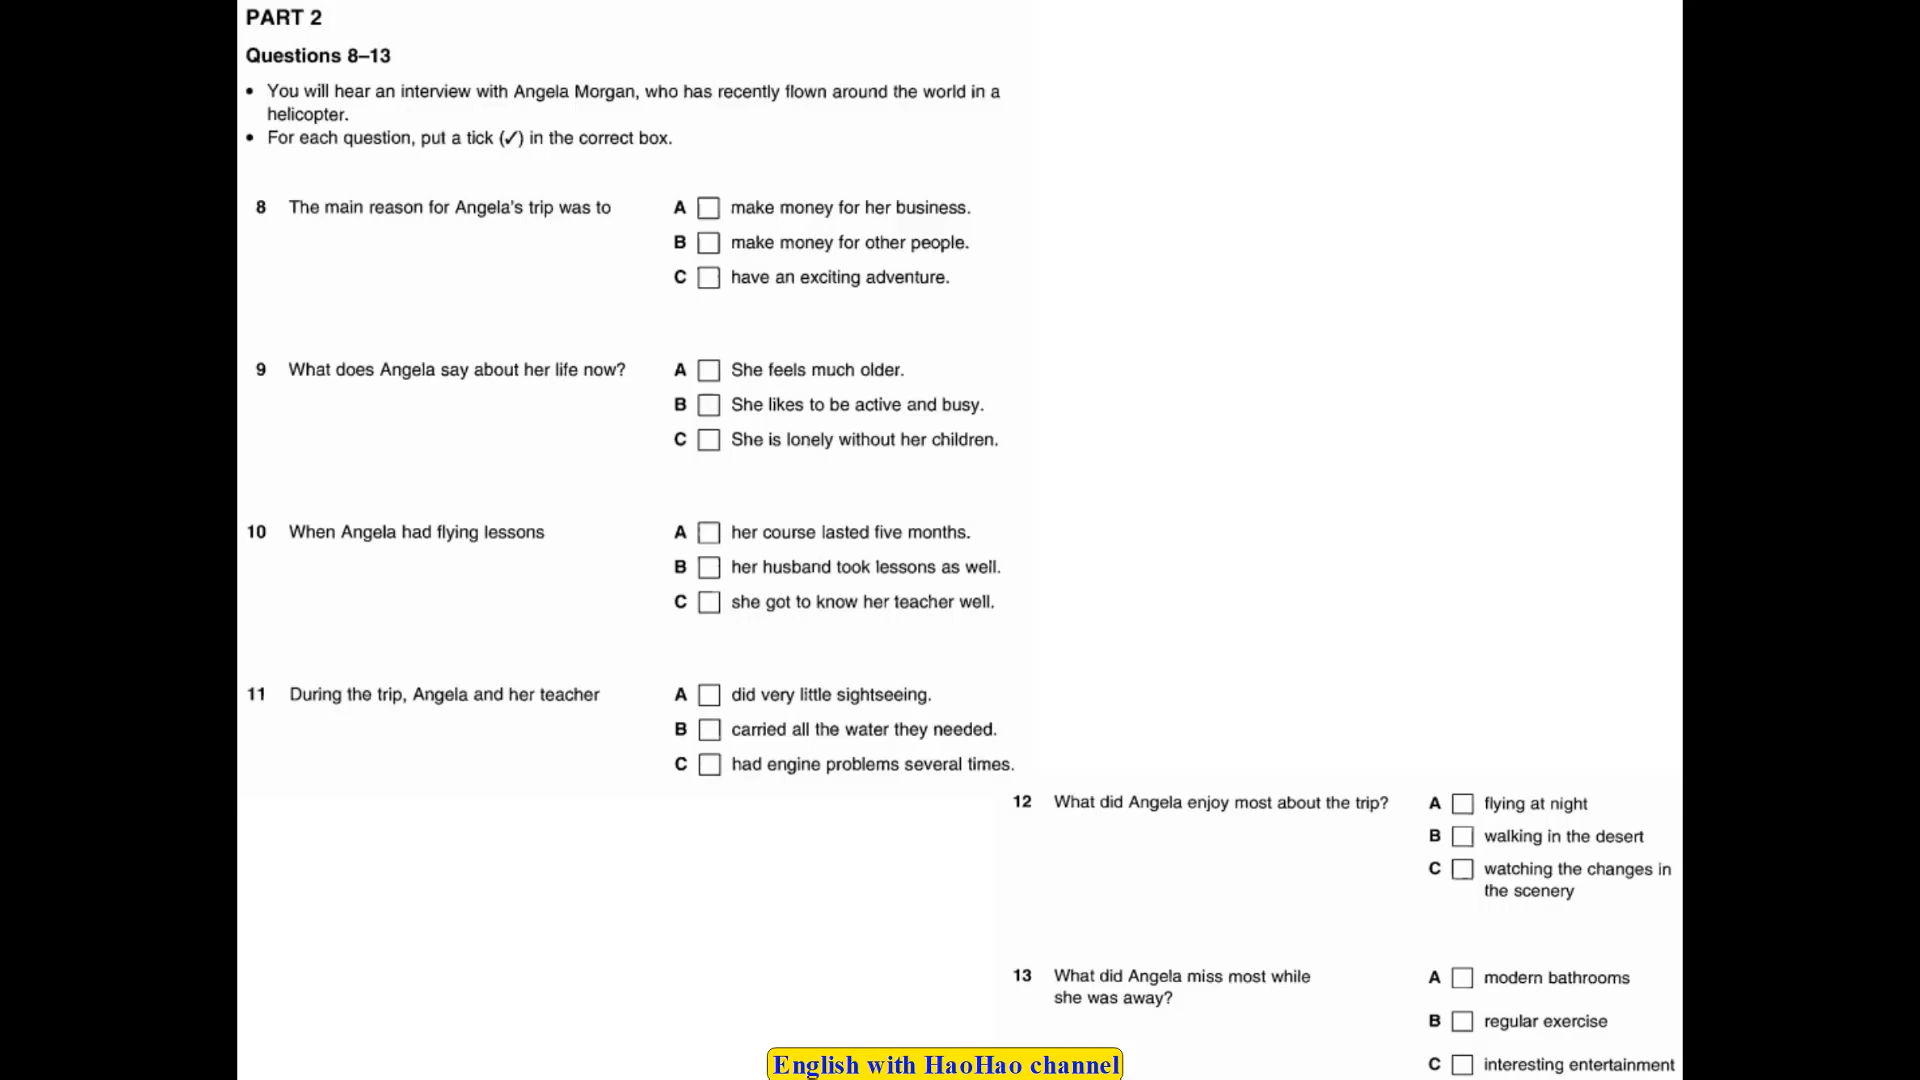 PART 2
Questions 8–13
• You will hear an interview with Angela Morgan, who has recently flown around the world in a
helicopter.
• For each question, put a tick (✓) in the correct box.
8 The main reason for Angela's trip was to
A make money for her business.
B make money for other people.
C have an exciting adventure.
9 What does Angela say about her life now?
A She feels much older.
B She likes to be active and busy.
C She is lonely without her children.
10 When Angela had flying lessons
A her course lasted five months.
B her husband took lessons as well.
C she got to know her teacher well.
11 During the trip, Angela and her teacher
A did very little sightseeing.
B carried all the water they needed.
C had engine problems several times.
12 What did Angela enjoy most about the trip?
A flying at night
B walking in the desert
C watching the changes in
the scenery
13 What did Angela miss most while
she was away?
A modern bathrooms
B regular exercise
C interesting entertainment
English with HaoHao channel